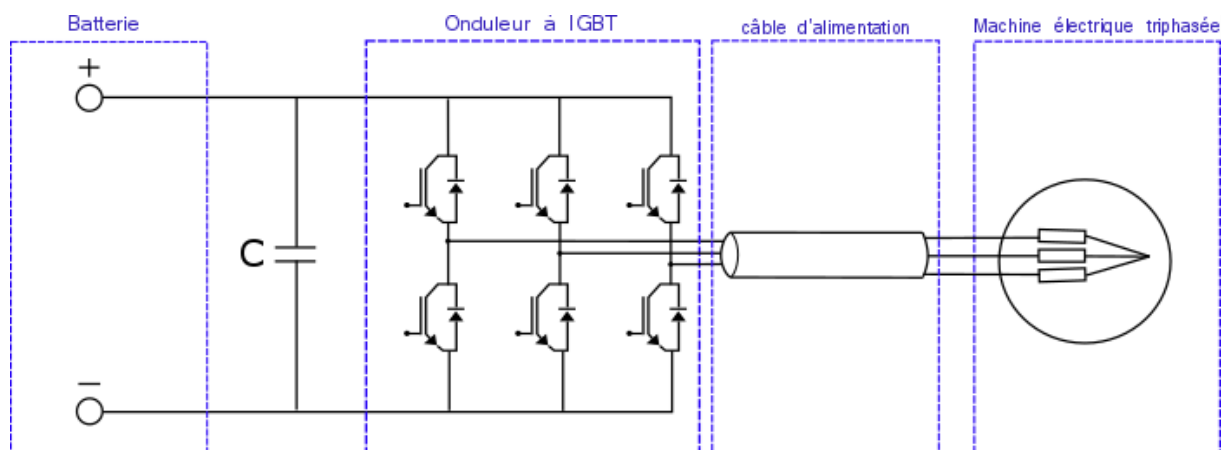 Batterie
Onduleur à IGBT
câble d'alimentation
Machine électrique triphasée
+
C
−